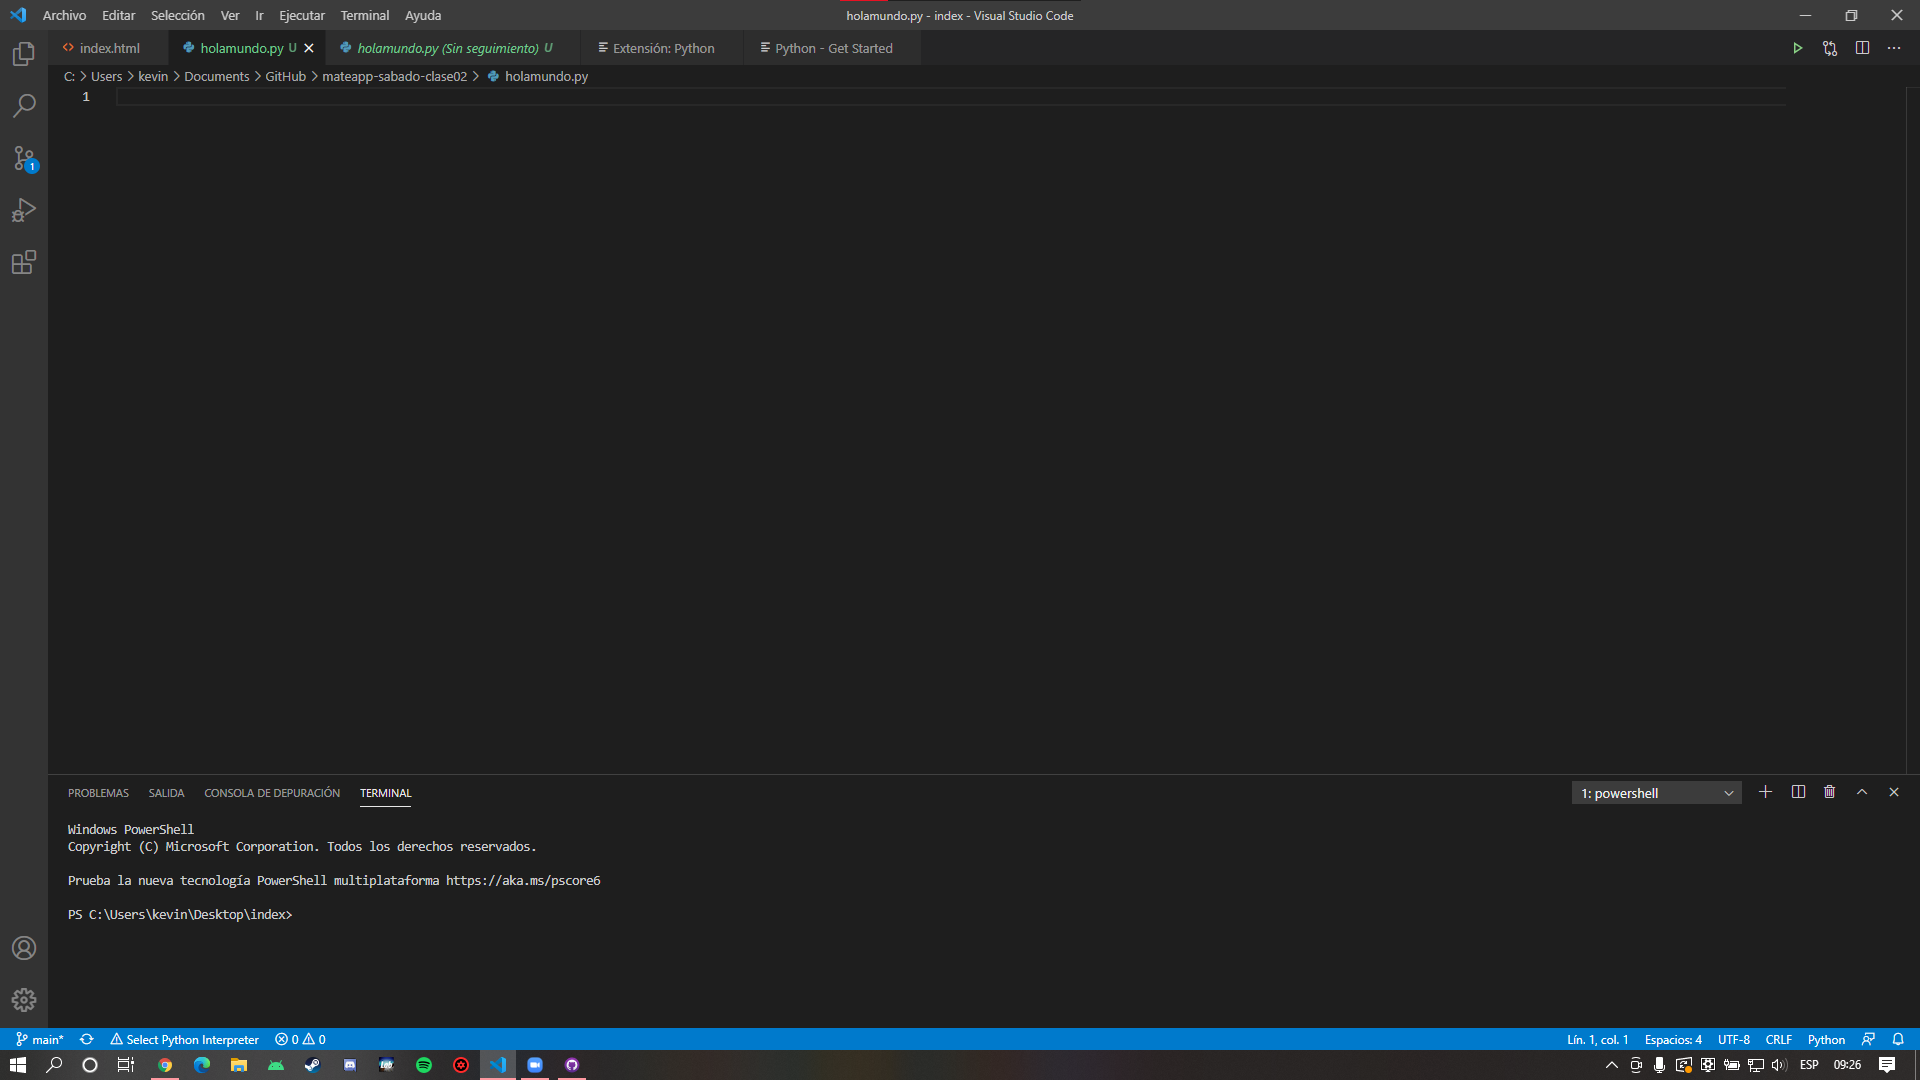 Archivo Editar Selección Ver Ir Ejecutar Terminal Ayuda
holamundo.py - index - Visual Studio Code
index.html holamundo.py U holamundo.py (Sin seguimiento) U Extensión: Python Python - Get Started
C: Users kevin Documents GitHub mateapp-sabado-clase02 holamundo.py
1
1
PROBLEMAS SALIDA CONSOLA DE DEPURACIÓN TERMINAL 1: powershell
Windows PowerShell
Copyright (C) Microsoft Corporation. Todos los derechos reservados.
Prueba la nueva tecnología PowerShell multiplataforma https://aka.ms/pscore6
PS C:\Users\kevin\Desktop\index>
main* Select Python Interpreter 0 0 Lín. 1, col. 1 Espacios: 4 UTF-8 CRLF Python
ESP 09:26